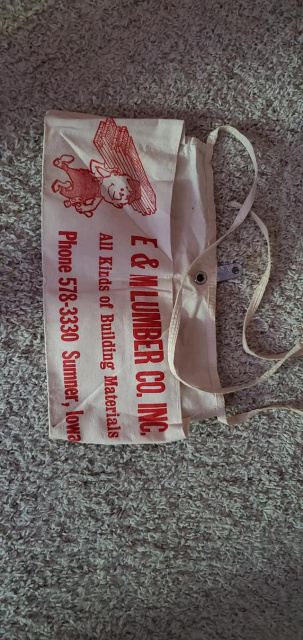 E & N LUMBER CO. INC.
All Kinds of Building Materials
Phone 578-3330 Sumner, Iowa